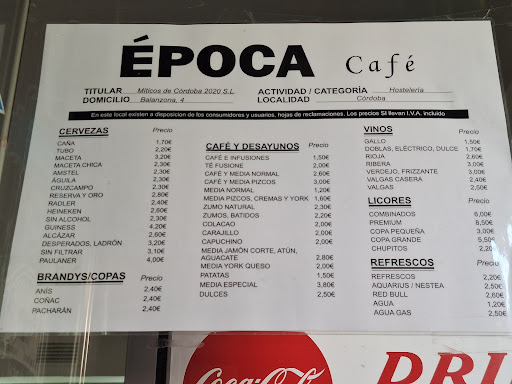 ÉPOCA Café
TITULAR Míticos de Córdoba 2020 S.L ACTIVIDAD / CATEGORÍA Hostelería
DOMICILIO Balanzona, 4 LOCALIDAD Córdoba
En este local existen a disposicion de los consumidores y usuarios, hojas de reclamaciones. Los precios SI llevan I.V.A. incluido
CERVEZAS Precio
CAÑA 1,70€
TUBO 2,20€
MACETA 3,20€
MACETA CHICA 2,30€
AMSTEL 2,30€
ÁGUILA 2,30€
CRUZCAMPO 2,30€
RESERVA Y ORO 2,80€
RADLER 2,40€
HEINEKEN 2,60€
SIN ALCOHOL 2,30€
GUINESS 4,20€
ALCÁZAR 2,60€
DESPERADOS, LADRÓN 3,20€
SIN FILTRAR 3,10€
PAULANER 4,00€
BRANDYS/COPAS Precio
ANÍS 2,40€
COÑAC 2,40€
PACHARÁN 2,40€
CAFÉ Y DESAYUNOS Precio
CAFÉ E INFUSIONES 1,50€
TÉ FUSIONE 2,00€
CAFÉ Y MEDIA NORMAL 2,60€
CAFÉ Y MEDIA PIZCOS 3,00€
MEDIA NORMAL 1,20€
MEDIA PIZCOS, CREMAS Y YORK 1,60€
ZUMO NATURAL 2,30€
ZUMOS, BATIDOS 2,20€
COLACAO 2,00€
CARAJILLO 2,00€
CAPUCHINO 2,00€
MEDIA JAMÓN CORTE, ATÚN,
AGUACATE 2,80€
MEDIA YORK QUESO 2,00€
PATATAS 1,50€
MEDIA ESPECIAL 3,80€
DULCES 2,50€
VINOS Precio
GALLO 1,50€
DOBLAS, ELÉCTRICO, DULCE 1,70€
RIOJA 2,60€
RIBERA 3,00€
VERDEJO, FRIZZANTE 3,00€
VALGAS CASERA 2,40€
VALGAS 2,50€
LICORES Precio
COMBINADOS 6,00€
PREMIUM 8,50€
COPA PEQUEÑA 3,00€
COPA GRANDE 5,50€
CHUPITOS 2,20€
REFRESCOS Precio
REFRESCOS 2,20€
AQUARIUS / NESTEA 2,50€
RED BULL 2,60€
AGUA 1,20€
AGUA GAS 2,50€
Coca-Cola DRI